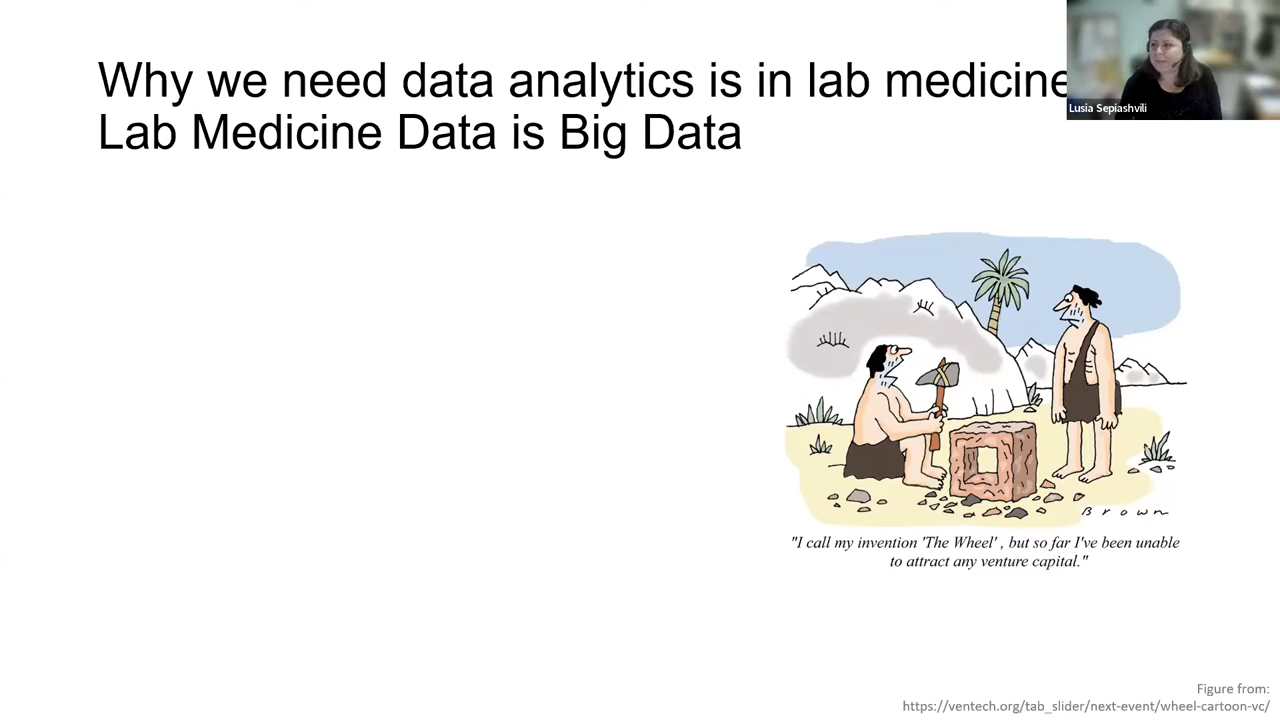 Why we need data analytics is in lab medicine
Lab Medicine Data is Big Data
Lusia Sepiashvili
Brown
"I call my invention 'The Wheel' , but so far I've been unable
to attract any venture capital."
Figure from:
https://ventech.org/tab_slider/next-event/wheel-cartoon-vc/